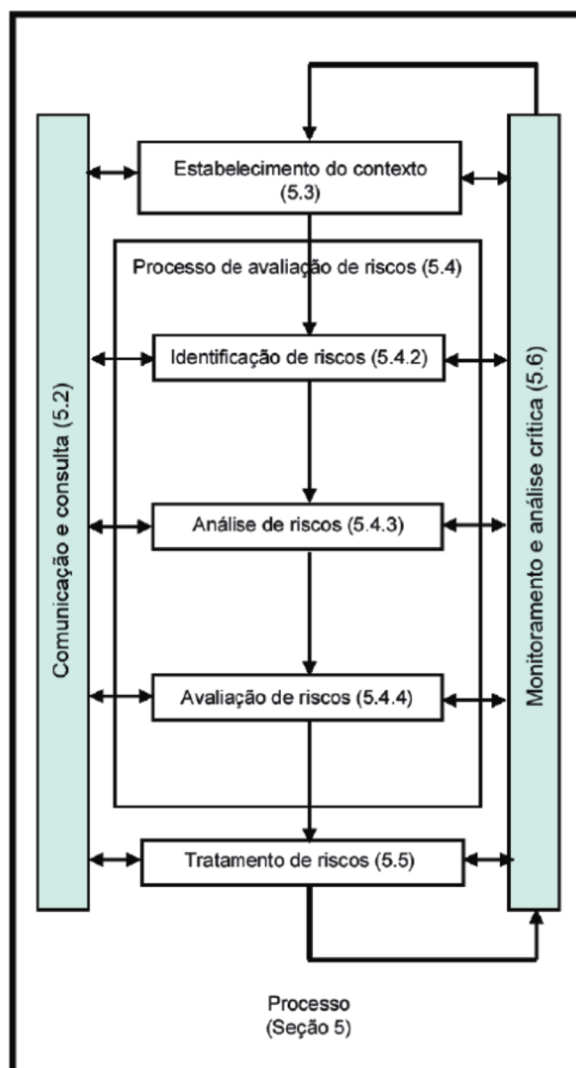 Estabelecimento do contexto
(5.3)
Processo de avaliação de riscos (5.4)
Identificação de riscos (5.4.2)
Análise de riscos (5.4.3)
Avaliação de riscos (5.4.4)
Tratamento de riscos (5.5)
Comunicação e consulta (5.2)
Monitoramento e análise crítica (5.6)
Processo
(Seção 5)